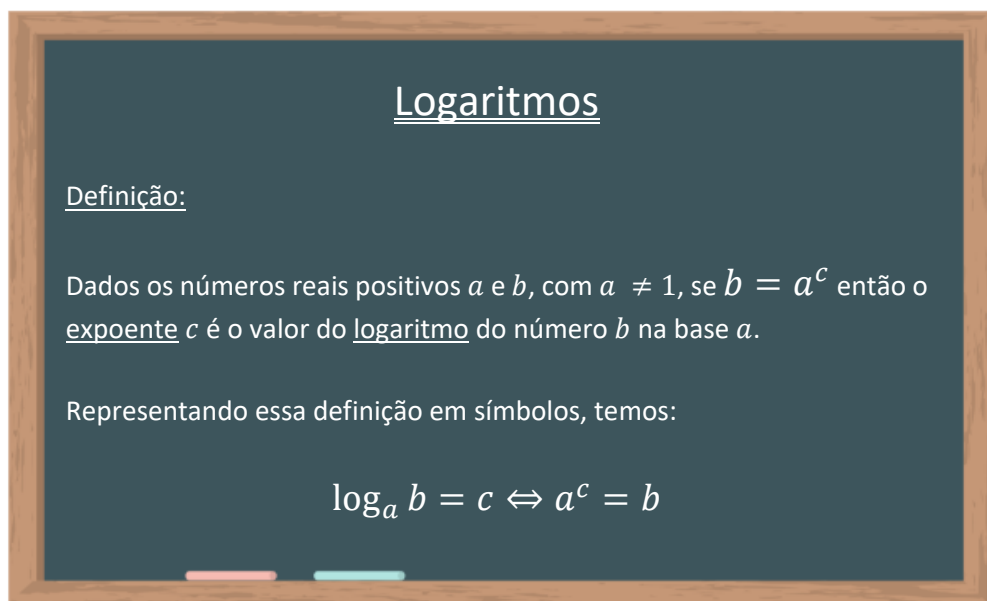 Logaritmos
Definição:
Dados os números reais positivos a e b, com a ≠ 1, se b = a^c então o
expoente c é o valor do logaritmo do número b na base a.
Representando essa definição em símbolos, temos:
log_a b = c ⇔ a^c = b